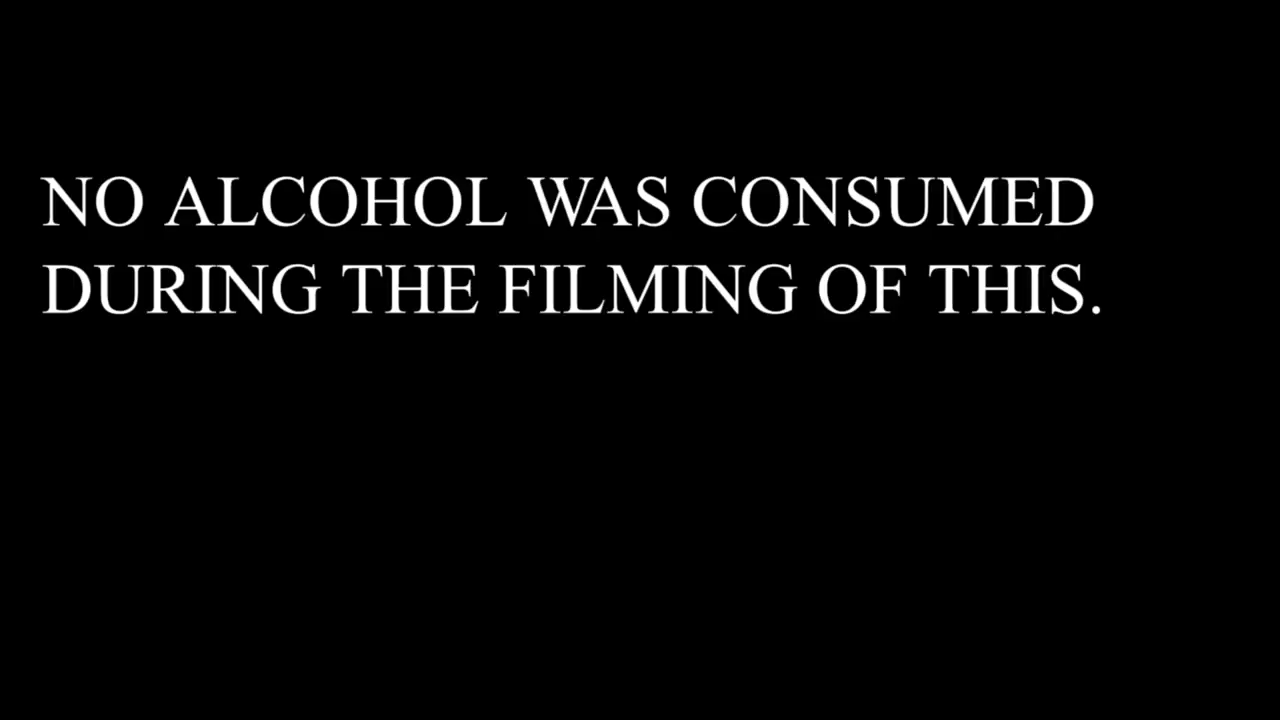 NO ALCOHOL WAS CONSUMED
DURING THE FILMING OF THIS.